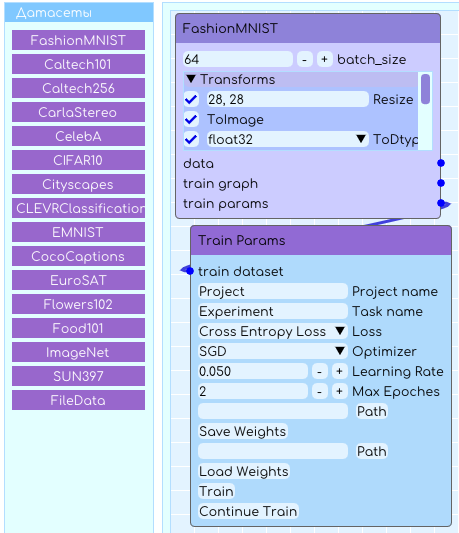 Датасеты
FashionMNIST
Caltech101
Caltech256
CarlaStereo
CelebA
CIFAR10
Cityscapes
CLEVRClassification
EMNIST
CocoCaptions
EuroSAT
Flowers102
Food101
ImageNet
SUN397
FileData
FashionMNIST
64 - + batch_size
▼ Transforms
28, 28 Resize
ToImage
float32 ▼ ToDtyp
data
train graph
train params
Train Params
train dataset
Project Project name
Experiment Task name
Cross Entropy Loss ▼ Loss
SGD ▼ Optimizer
0.050 - + Learning Rate
2 - + Max Epoches
Path
Save Weights
Path
Load Weights
Train
Continue Train